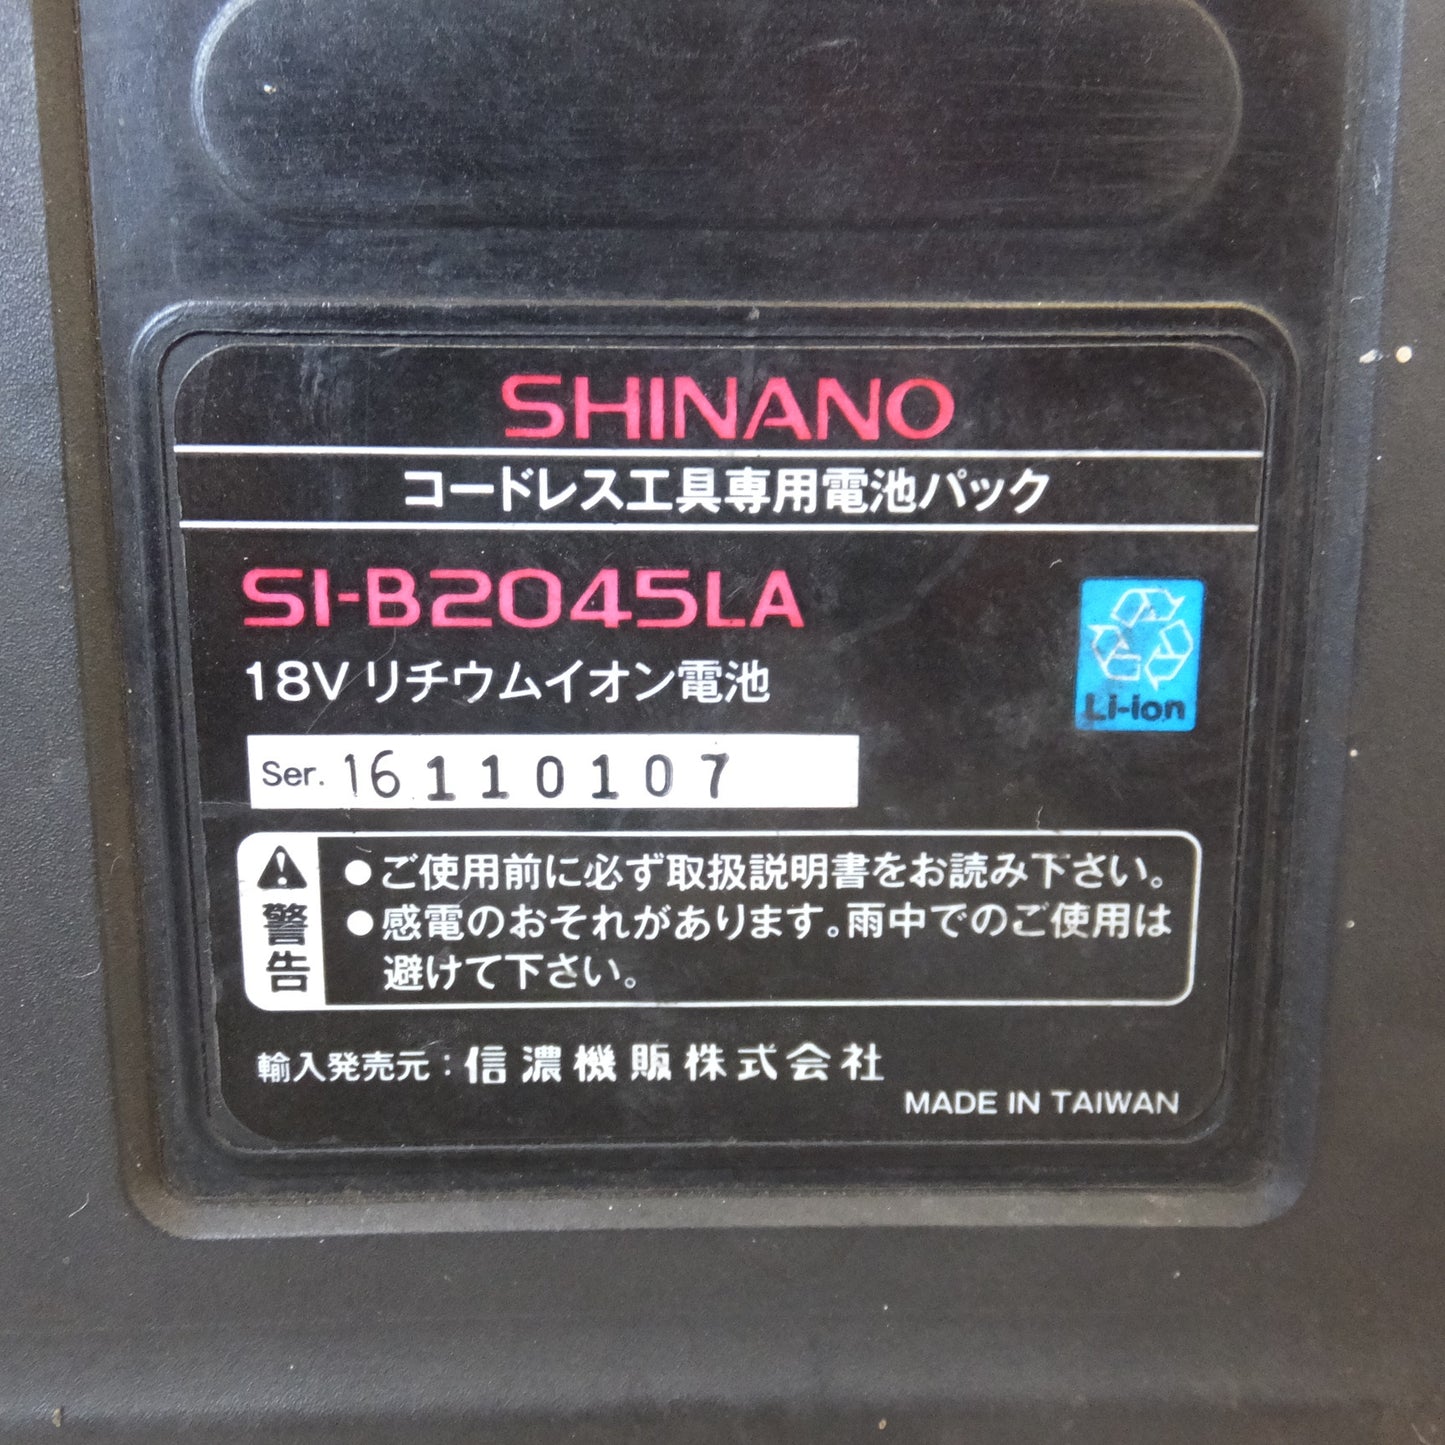 SHINANO
コードレス工具専用電池パック
SI-B2045LA
18V リチウムイオン電池
Li-ion
Ser. 16110107
警告
●ご使用前に必ず取扱説明書をお読み下さい。
●感電のおそれがあります。雨中でのご使用は
避けて下さい。
輸入発売元：信濃機販株式会社
MADE IN TAIWAN